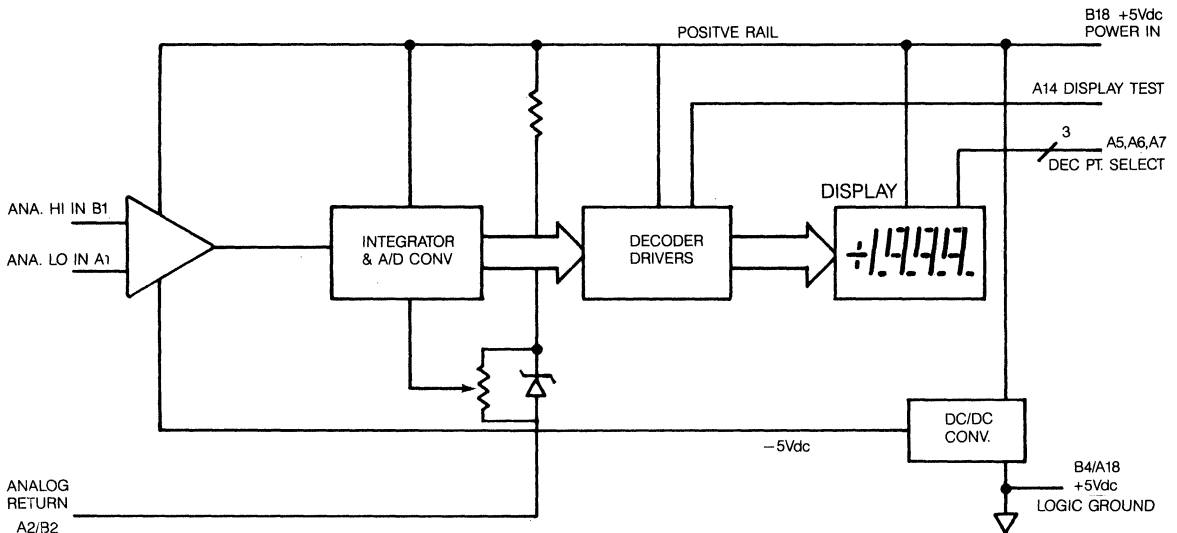 B18 +5Vdc
POWER IN
POSITVE RAIL
A14 DISPLAY TEST
3
A5,A6,A7
DEC PT. SELECT
DISPLAY
ANA. HI IN B1
ANA. LO IN A1
INTEGRATOR
& A/D CONV
DECODER
DRIVERS
DC/DC
CONV.
−5Vdc
B4/A18
+5Vdc
LOGIC GROUND
ANALOG
RETURN
A2/B2